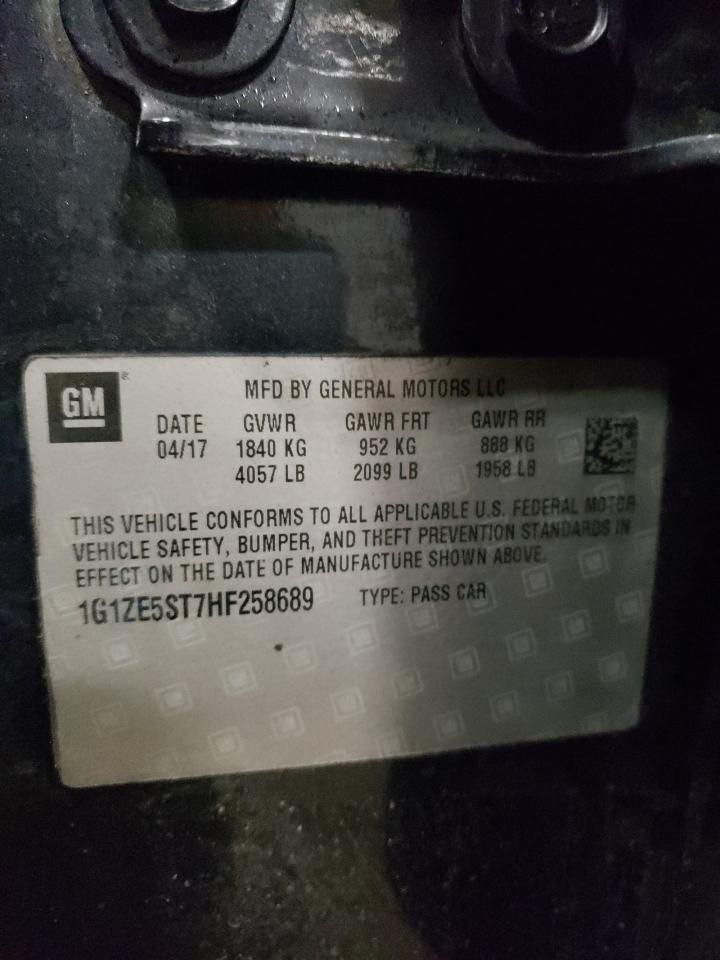 GM®
MFD BY GENERAL MOTORS LLC
DATE GVWR GAWR FRT GAWR RR
04/17 1840 KG 952 KG 888 KG
4057 LB 2099 LB 1958 LB
THIS VEHICLE CONFORMS TO ALL APPLICABLE U.S. FEDERAL MOTOR
VEHICLE SAFETY, BUMPER, AND THEFT PREVENTION STANDARDS IN
EFFECT ON THE DATE OF MANUFACTURE SHOWN ABOVE.
1G1ZE5ST7HF258689 TYPE: PASS CAR